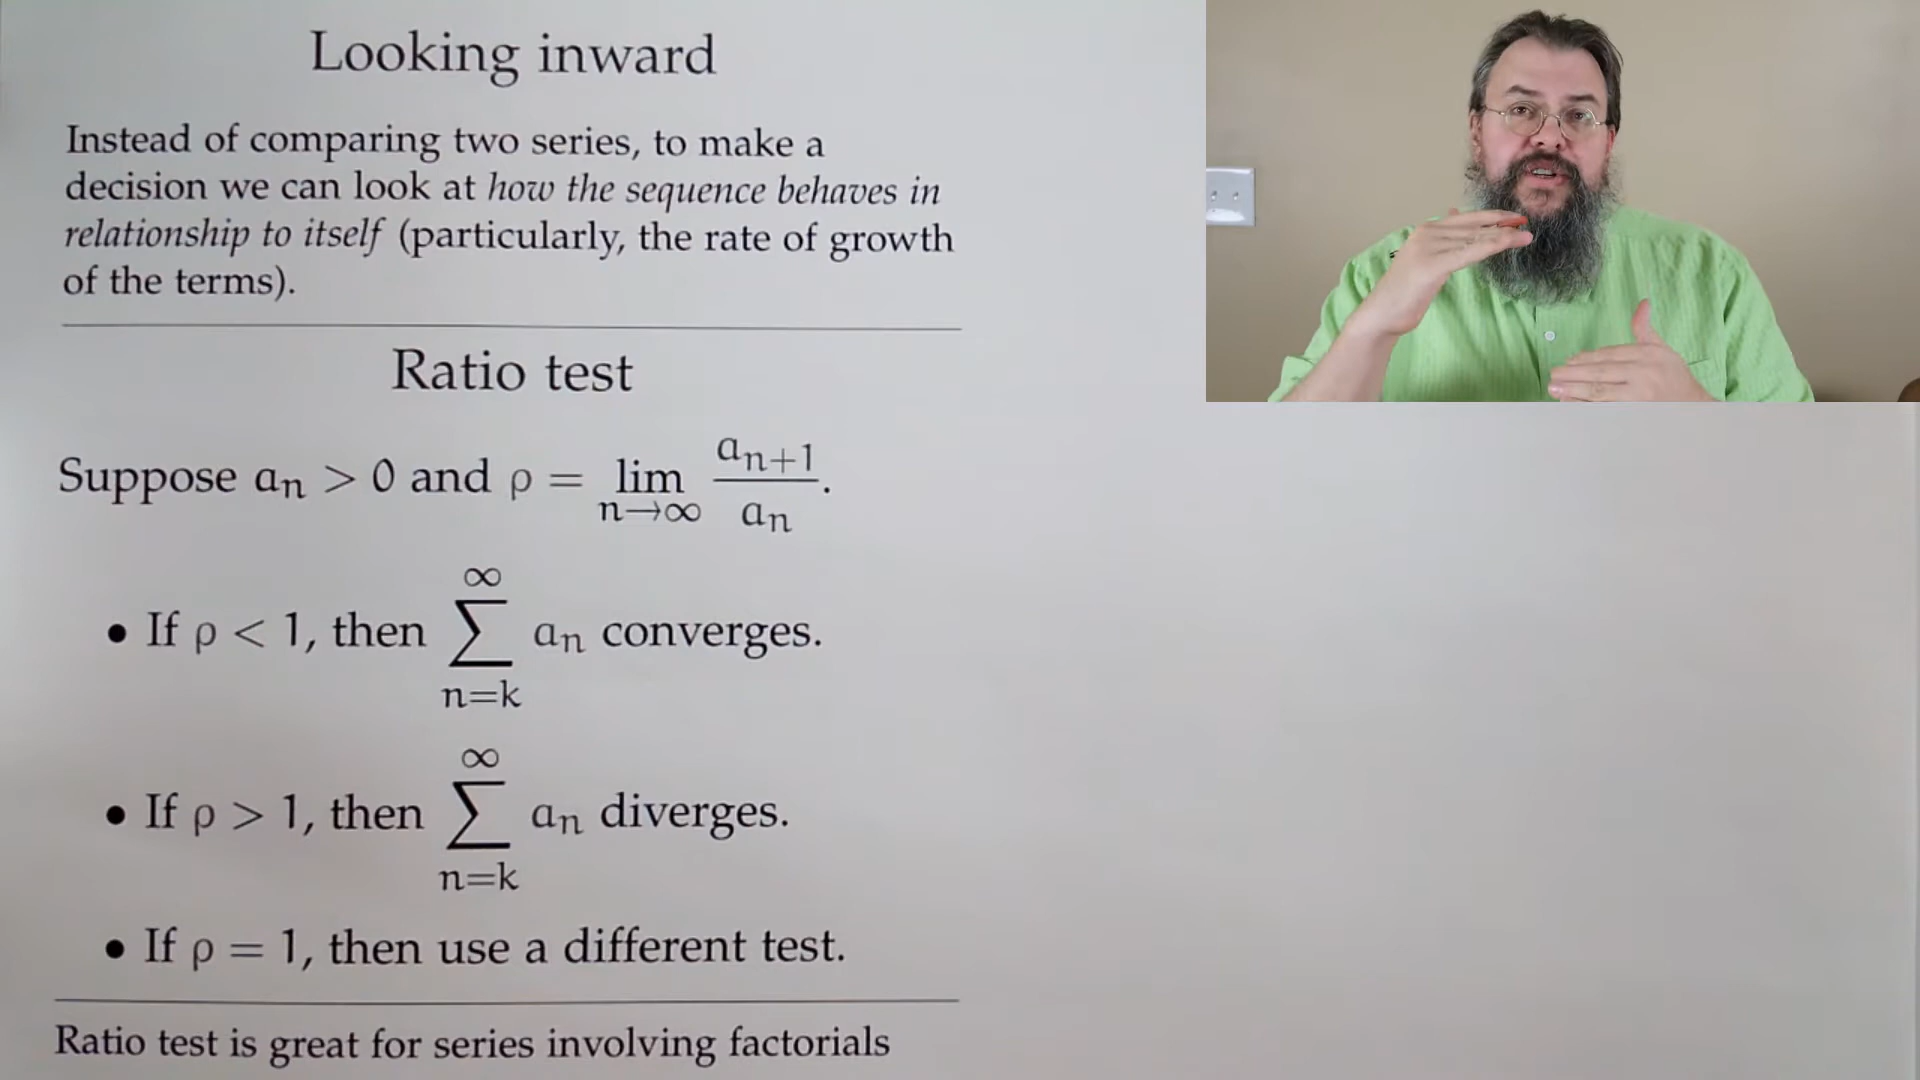 Looking inward
Instead of comparing two series, to make a
decision we can look at how the sequence behaves in
relationship to itself (particularly, the rate of growth
of the terms).
Ratio test
Suppose aₙ > 0 and ρ = lim_{n→∞} aₙ₊₁/aₙ.
• If ρ < 1, then ∑_{n=k}^{∞} aₙ converges.
• If ρ > 1, then ∑_{n=k}^{∞} aₙ diverges.
• If ρ = 1, then use a different test.
Ratio test is great for series involving factorials